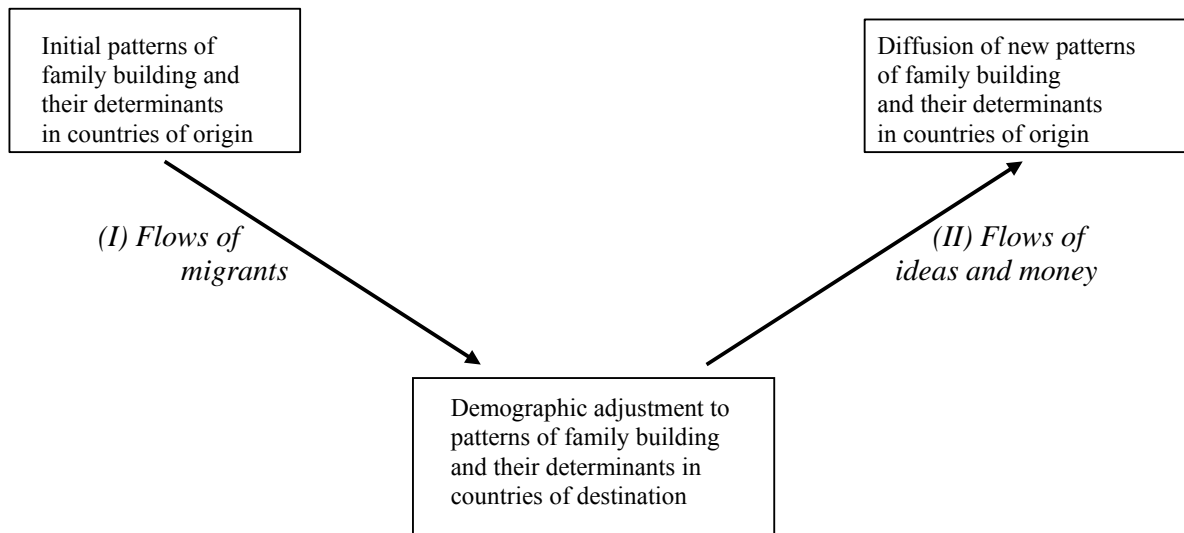 Initial patterns of
family building and
their determinants
in countries of origin
Diffusion of new patterns
of family building
and their determinants
in countries of origin
(I) Flows of
migrants
(II) Flows of
ideas and money
Demographic adjustment to
patterns of family building
and their determinants in
countries of destination